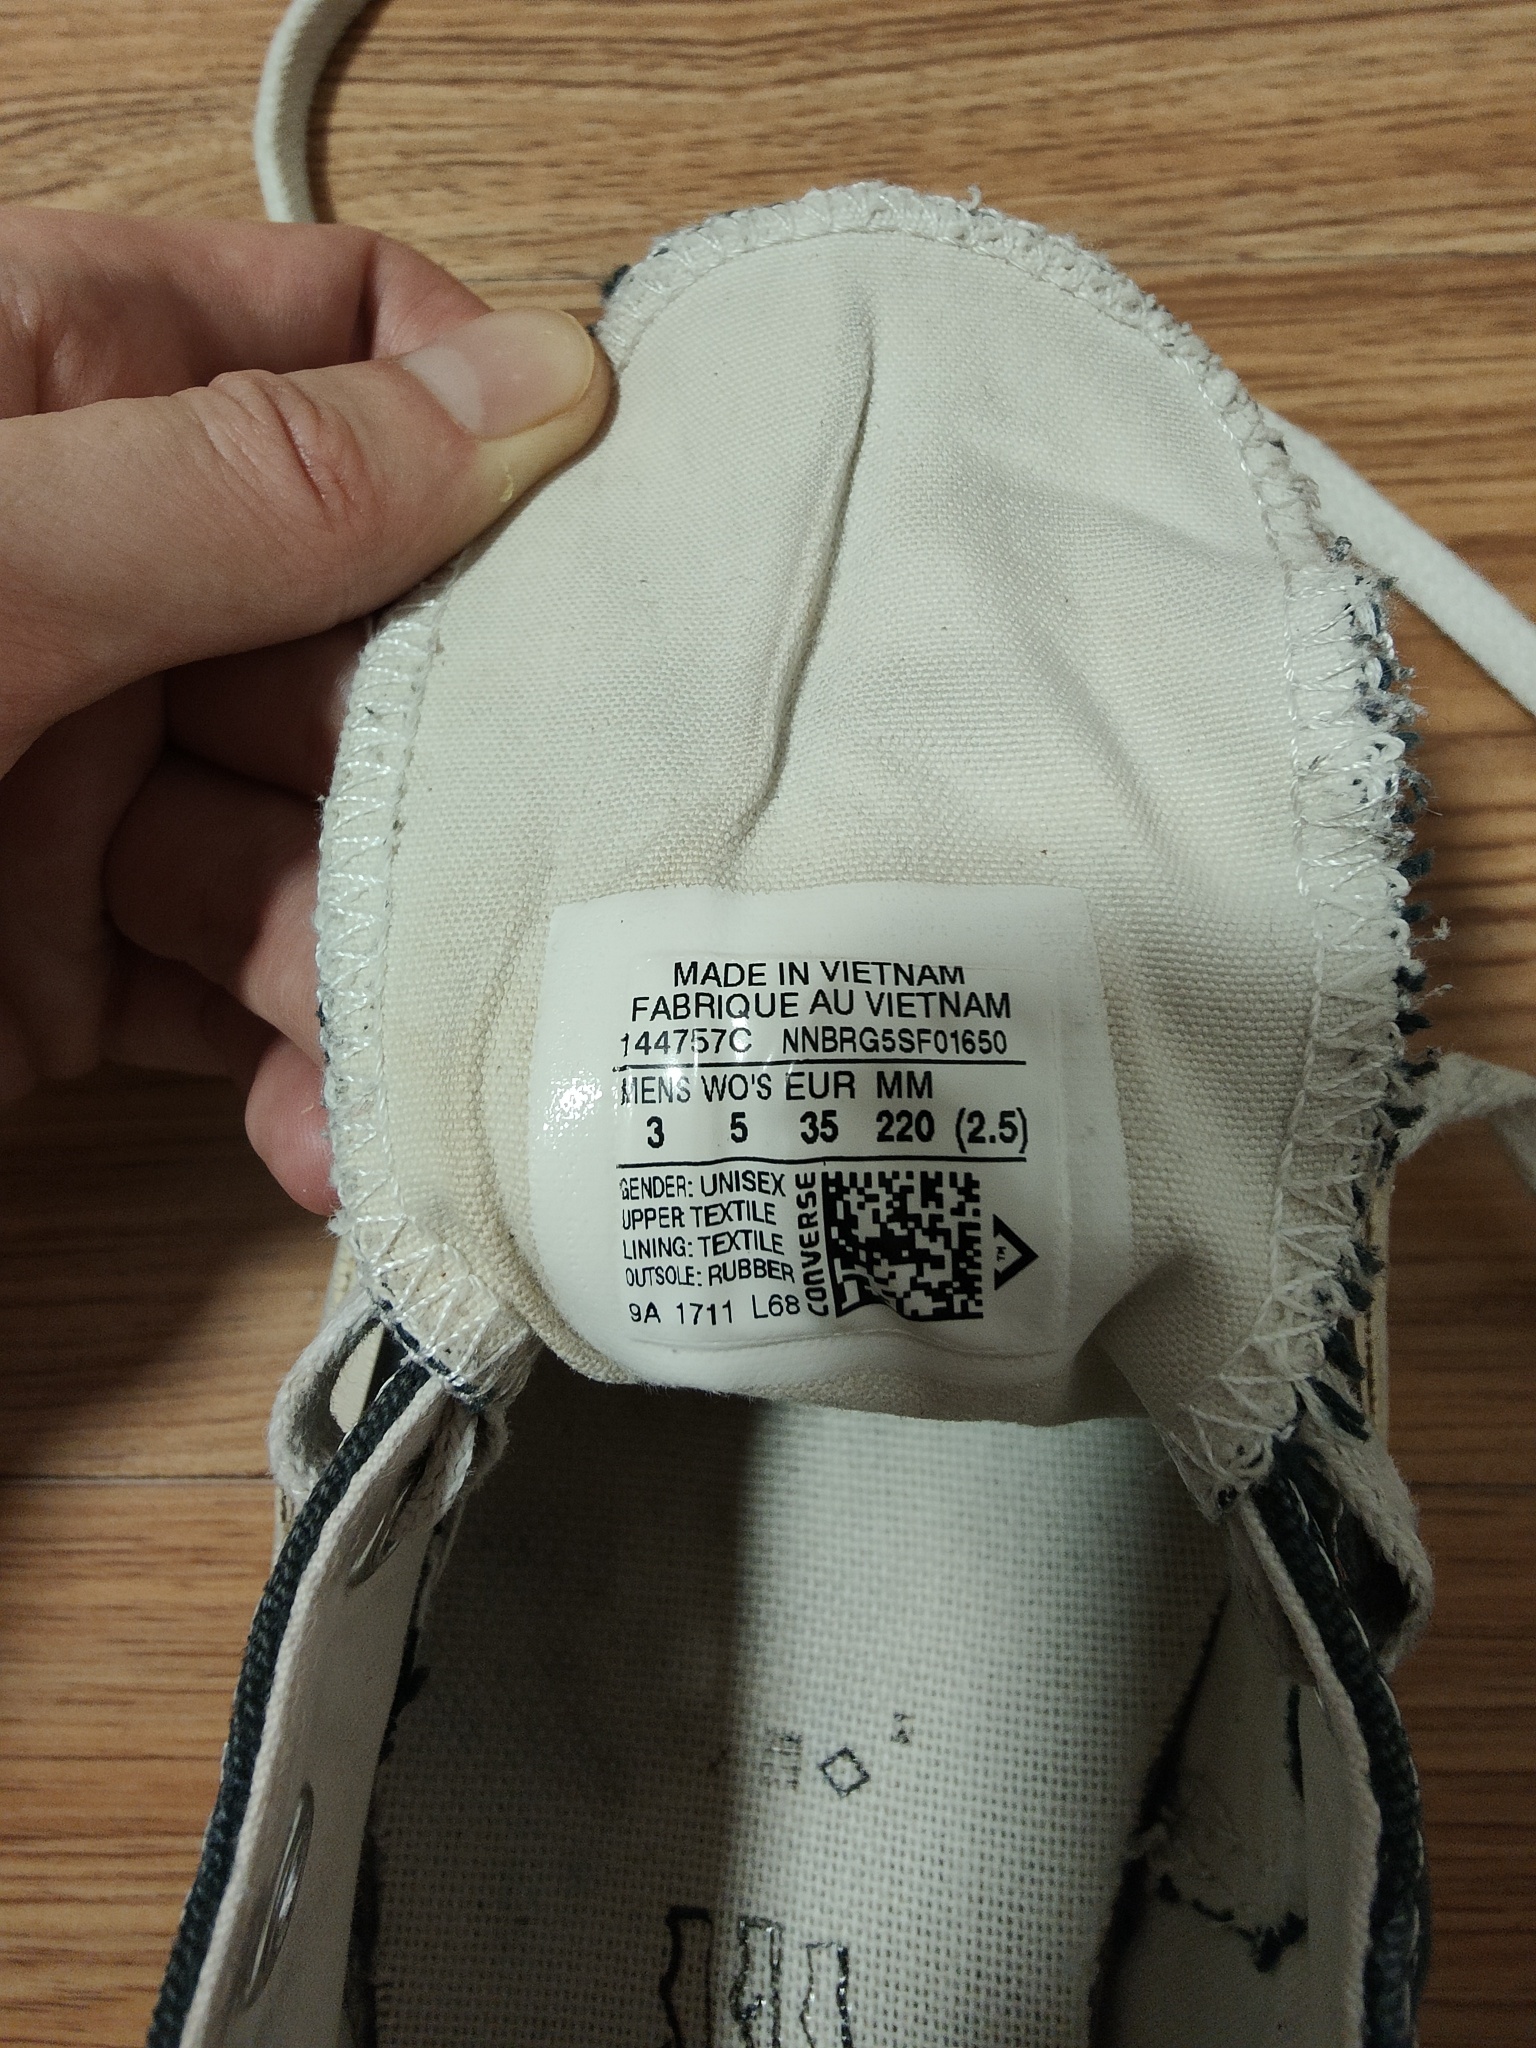 MADE IN VIETNAM
FABRIQUE AU VIETNAM
144757C NNBRG5SF01650
MENS WO'S EUR MM
3 5 35 220 (2.5)
GENDER: UNISEX
UPPER: TEXTILE
LINING: TEXTILE
OUTSOLE: RUBBER
9A 1711 L68
CONVERSE
TM